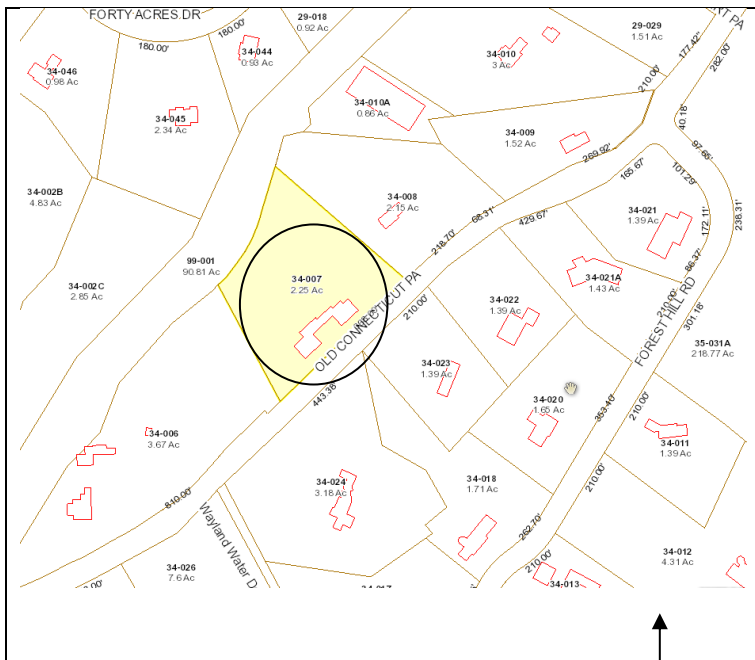 FORTY ACRES DR
180.00'
180.00'
29-018
0.92 Ac
34-044
0.93 Ac
34-046
0.98 Ac
34-045
2.34 Ac
34-010
3 Ac
29-029
1.51 Ac
RT PA
177.42'
282.00'
210.00'
34-010A
0.86 Ac
34-009
1.52 Ac
269.92'
40.18'
97.65'
165.67'
101.29'
238.31'
172.11'
34-002B
4.83 Ac
34-008
2.15 Ac
68.31'
429.67'
218.70'
34-021
1.39 Ac
86.37'
99-001
90.81 Ac
34-002C
2.85 Ac
34-007
2.25 Ac
OLD CONNECTICUT PA
210.00'
34-021A
1.43 Ac
34-022
1.39 Ac
210.00'
301.18'
FOREST HILL RD
35-031A
218.77 Ac
34-023
1.39 Ac
443.38'
34-020
1.65 Ac
353.40'
210.00'
34-006
3.67 Ac
34-011
1.39 Ac
34-024
3.18 Ac
34-018
1.71 Ac
210.00'
810.00'
Wayland Water D
262.70'
210.00'
34-026
7.6 Ac
34-012
4.31 Ac
34-013
34-017